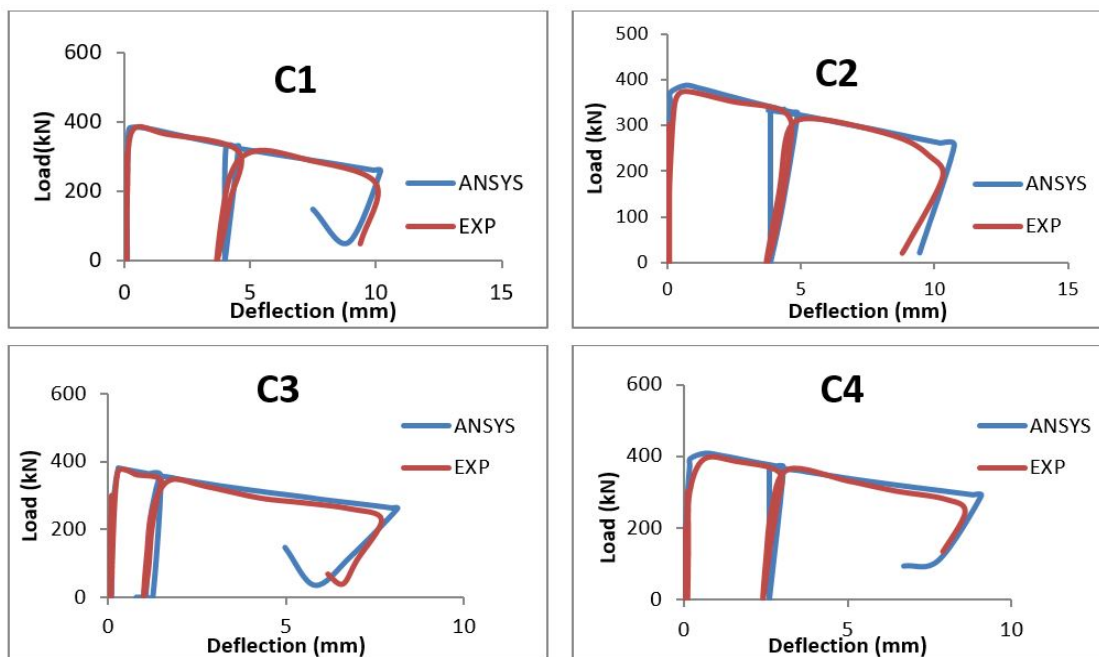 C1
600
400
200
0
Load(kN)
ANSYS
EXP
0 5 10 15
Deflection (mm)
C2
500
400
300
200
100
0
Load (kN)
ANSYS
EXP
0 5 10 15
Deflection (mm)
C3
600
400
200
0
Load (kN)
ANSYS
EXP
0 5 10
Deflection (mm)
C4
600
400
200
0
Load (kN)
ANSYS
EXP
0 5 10
Deflection (mm)